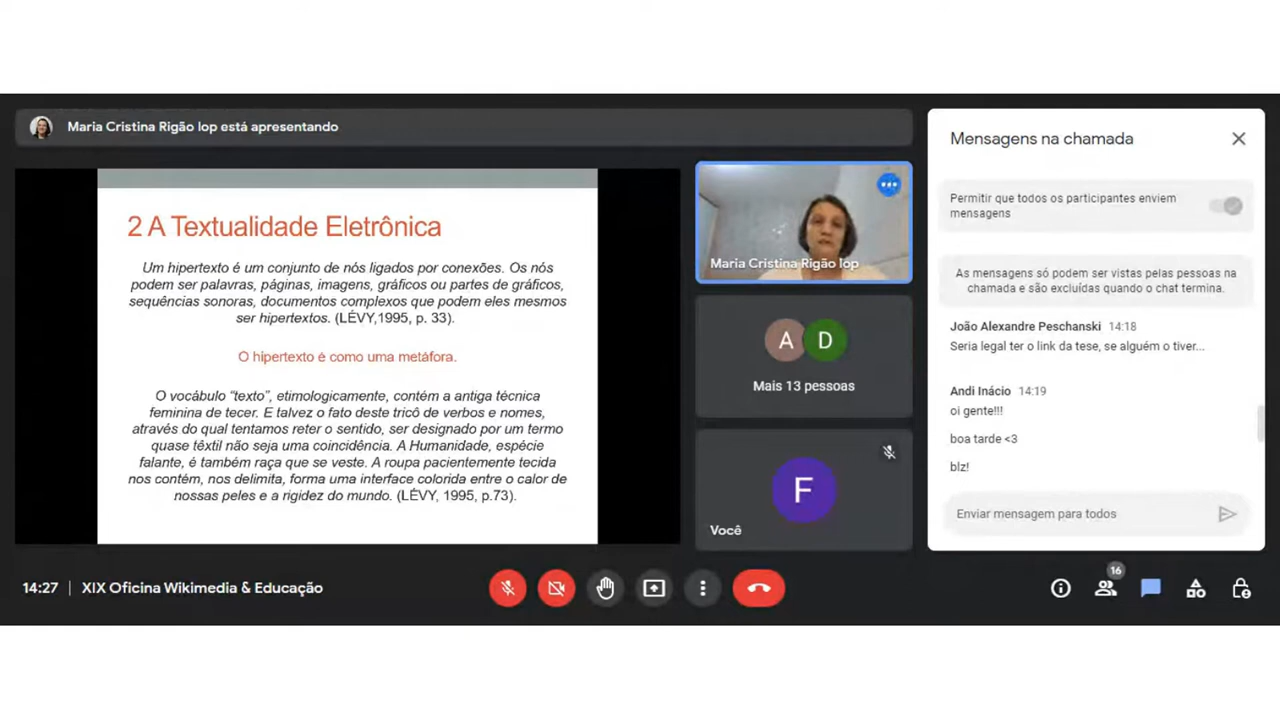 Maria Cristina Rigão Iop está apresentando
2 A Textualidade Eletrônica
Um hipertexto é um conjunto de nós ligados por conexões. Os nós
podem ser palavras, páginas, imagens, gráficos ou partes de gráficos,
sequências sonoras, documentos complexos que podem eles mesmos
ser hipertextos. (LÉVY,1995, p. 33).
O hipertexto é como uma metáfora.
O vocábulo “texto”, etimologicamente, contém a antiga técnica
feminina de tecer. E talvez o fato deste tricô de verbos e nomes,
através do qual tentamos reter o sentido, ser designado por um termo
quase têxtil não seja uma coincidência. A Humanidade, espécie
falante, é também raça que se veste. A roupa pacientemente tecida
nos contém, nos delimita, forma uma interface colorida entre o calor de
nossas peles e a rigidez do mundo. (LÉVY, 1995, p.73).
Maria Cristina Rigão Iop
A D
Mais 13 pessoas
F
Você
Mensagens na chamada
Permitir que todos os participantes enviem
mensagens
As mensagens só podem ser vistas pelas pessoas na
chamada e são excluídas quando o chat termina.
João Alexandre Peschanski 14:18
Seria legal ter o link da tese, se alguém o tiver...
Andi Inácio 14:19
oi gente!!!
boa tarde <3
blz!
Enviar mensagem para todos
14:27 | XIX Oficina Wikimedia & Educação
16